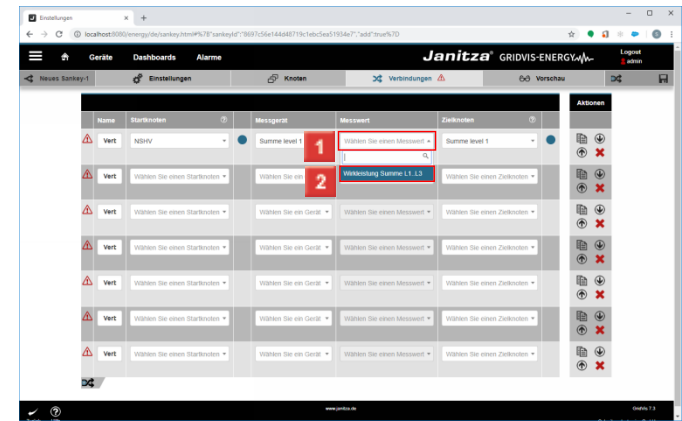 Einstellungen
localhost:8080/energy/de/sankey.html#%7B"sankeyId":"8697c56e144d48719c1ebc5ea51954e7","add":true%7D
Geräte Dashboards Alarme Janitza® GRIDVIS-ENERGY Logout
admin
Neues Sankey-1 Einstellungen Knoten Verbindungen Vorschau
Aktionen
Name Startknoten Messgerät Messwert Zielknoten
Vert NSHV Summe level 1 1 Wählen Sie einen Messwert Summe level 1
2 Wirkleistung Summe L1..L3
Vert Wählen Sie einen Startknoten Wählen Sie ein Wählen Sie einen Zielknoten
Vert Wählen Sie einen Startknoten Wählen Sie ein Gerät Wählen Sie einen Messwert Wählen Sie einen Zielknoten
Vert Wählen Sie einen Startknoten Wählen Sie ein Gerät Wählen Sie einen Messwert Wählen Sie einen Zielknoten
Vert Wählen Sie einen Startknoten Wählen Sie ein Gerät Wählen Sie einen Messwert Wählen Sie einen Zielknoten
Vert Wählen Sie einen Startknoten Wählen Sie ein Gerät Wählen Sie einen Messwert Wählen Sie einen Zielknoten
Vert Wählen Sie einen Startknoten Wählen Sie ein Gerät Wählen Sie einen Messwert Wählen Sie einen Zielknoten
www.janitza.de GridVis 7.3